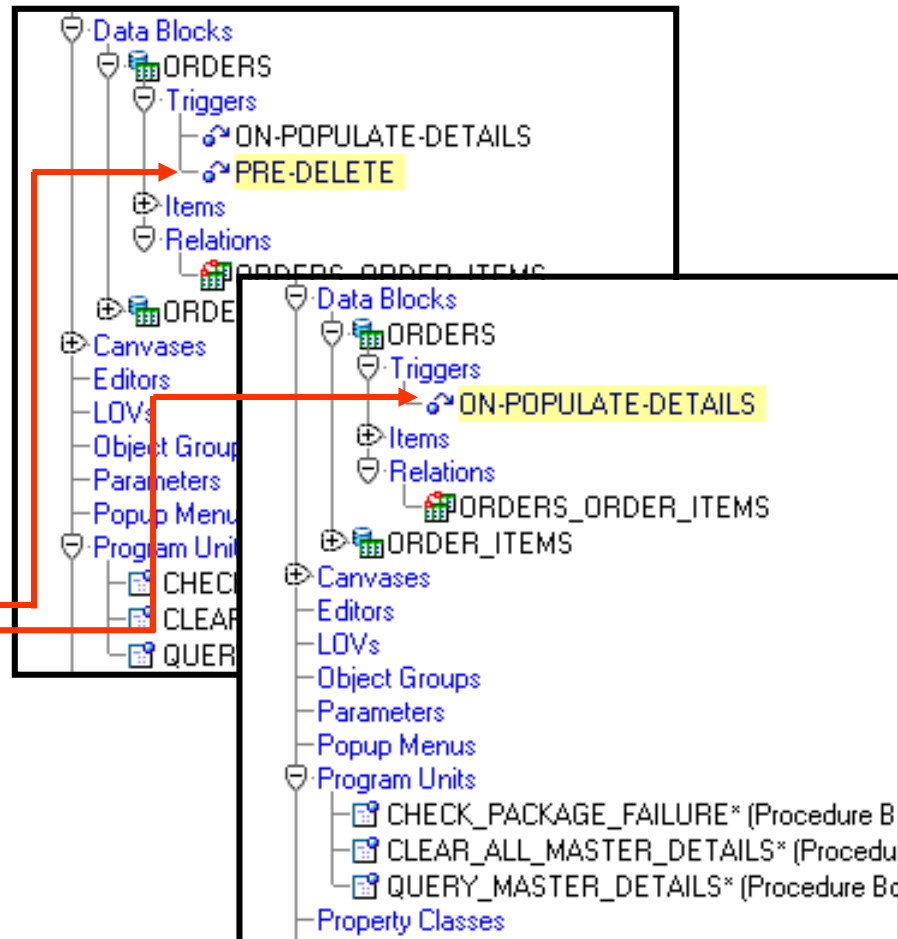 Data Blocks
ORDERS
Triggers
ON-POPULATE-DETAILS
PRE-DELETE
Items
Relations
ORDERS_ORDER_ITEMS
ORDE
Canvases
Editors
LOVs
Object Group
Parameters
Popup Menu
Program Unit
CHECK
CLEAR
QUER
Data Blocks
ORDERS
Triggers
ON-POPULATE-DETAILS
Items
Relations
ORDERS_ORDER_ITEMS
ORDER_ITEMS
Canvases
Editors
LOVs
Object Groups
Parameters
Popup Menus
Program Units
CHECK_PACKAGE_FAILURE* (Procedure B
CLEAR_ALL_MASTER_DETAILS* (Procedu
QUERY_MASTER_DETAILS* (Procedure Bo
Property Classes